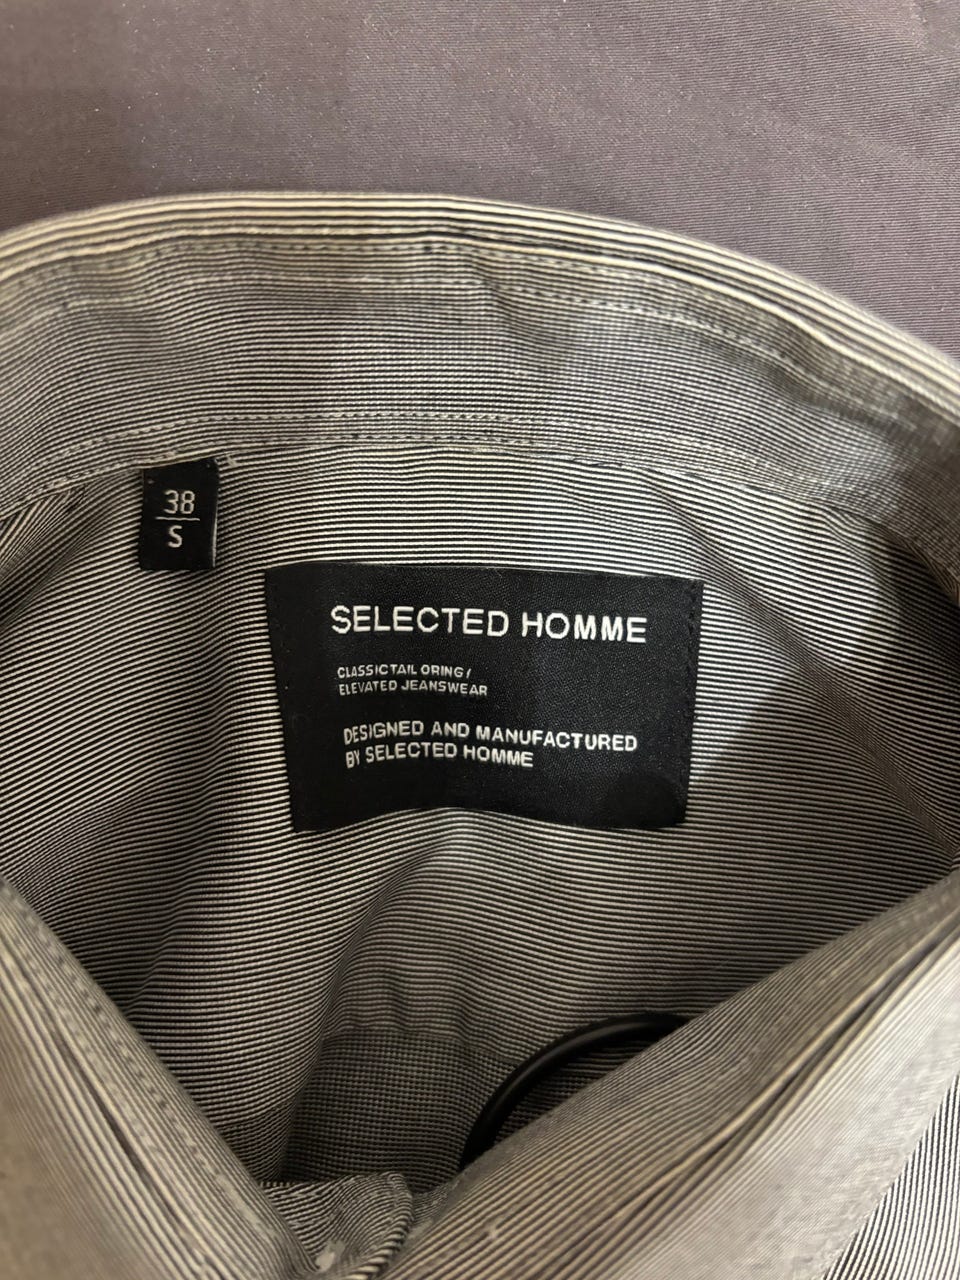 38
S
SELECTED HOMME
CLASSICTAIL ORING /
ELEVATED JEANSWEAR
DESIGNED AND MANUFACTURED
BY SELECTED HOMME